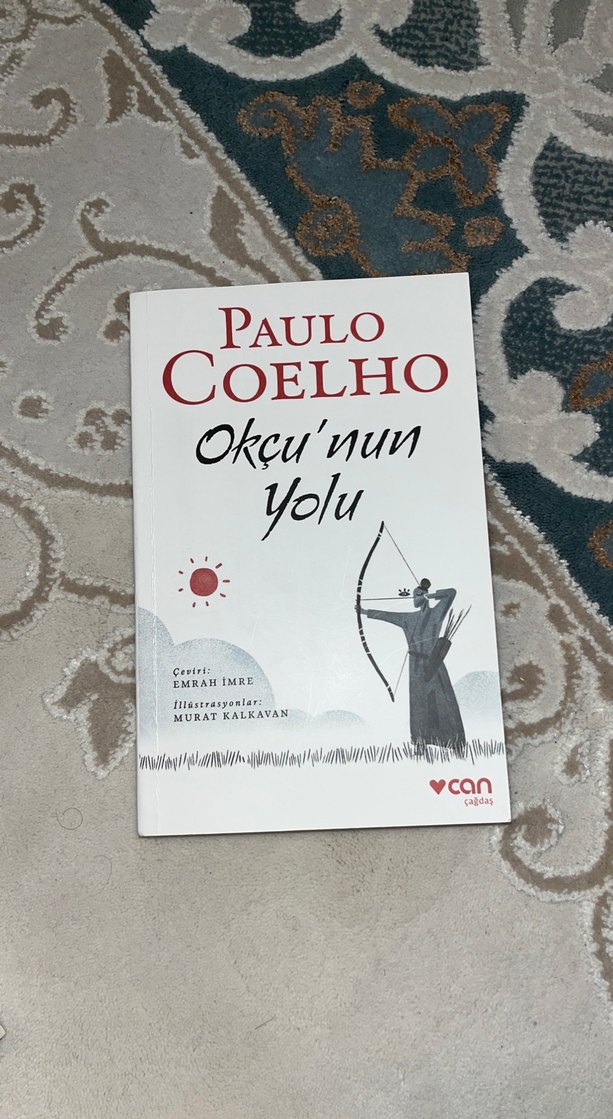 PAULO
COELHO
Okçu'nun
Yolu
Çeviri:
EMRAH İMRE
İllüstrasyonlar:
MURAT KALKAVAN
can
çağdaş